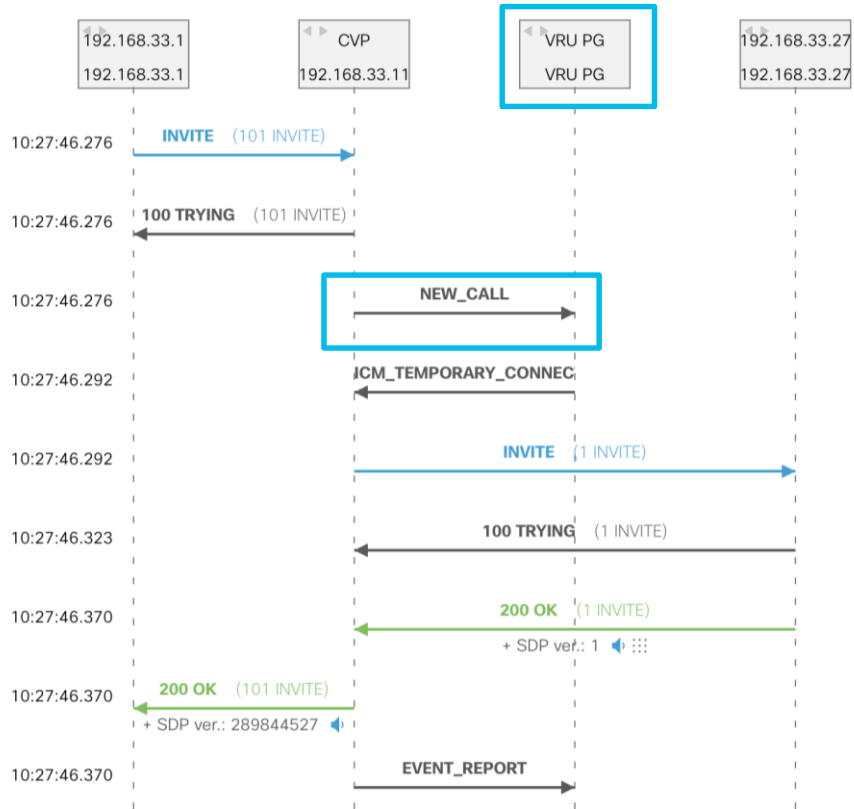 192.168.33.1 CVP VRU PG 192.168.33.27
192.168.33.1 192.168.33.11 VRU PG 192.168.33.27
10:27:46.276 INVITE (101 INVITE)
10:27:46.276 100 TRYING (101 INVITE)
10:27:46.276 NEW_CALL
10:27:46.292 ICM_TEMPORARY_CONNEC
10:27:46.292 INVITE (1 INVITE)
10:27:46.323 100 TRYING (1 INVITE)
10:27:46.370 200 OK (1 INVITE)
+ SDP ver.: 1
10:27:46.370 200 OK (101 INVITE)
+ SDP ver.: 289844527
10:27:46.370 EVENT_REPORT